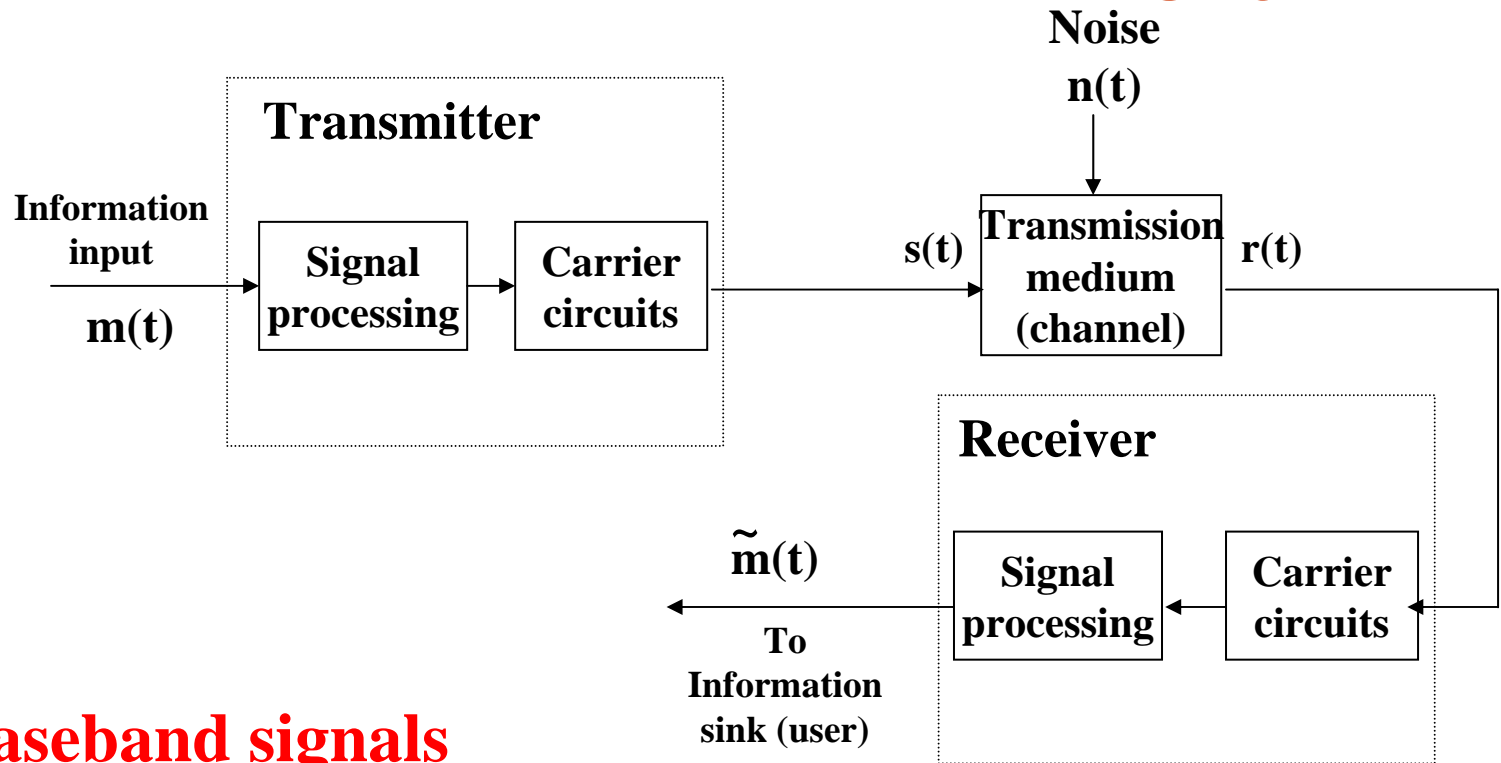 Noise
n(t)
Transmitter
Information
input
m(t)
Signal
processing
Carrier
circuits
s(t)
Transmission
medium
(channel)
r(t)
Receiver
Carrier
circuits
Signal
processing
m̃(t)
To
Information
sink (user)
aseband signals